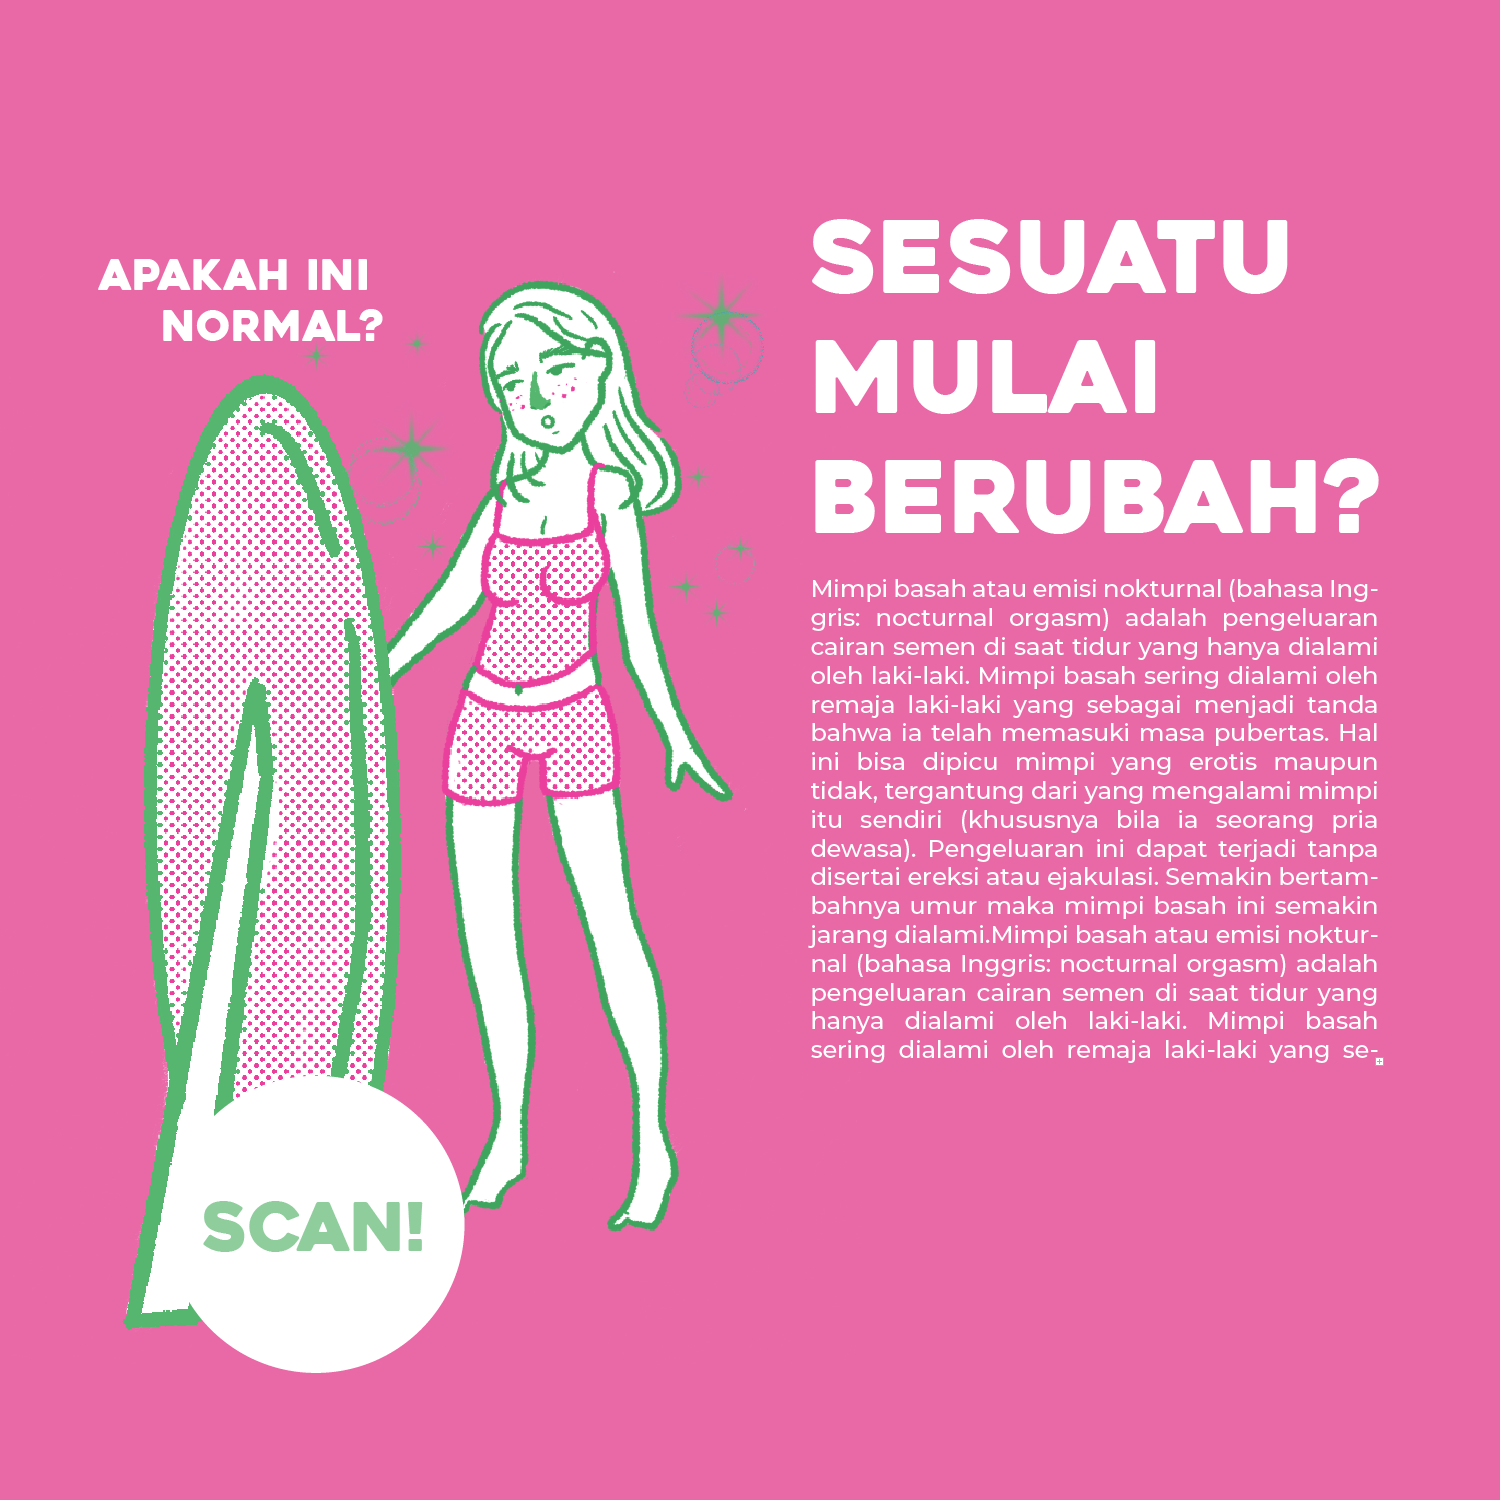 APAKAH INI
NORMAL?
SESUATU
MULAI
BERUBAH?
Mimpi basah atau emisi nokturnal (bahasa Ing-
gris: nocturnal orgasm) adalah pengeluaran
cairan semen di saat tidur yang hanya dialami
oleh laki-laki. Mimpi basah sering dialami oleh
remaja laki-laki yang sebagai menjadi tanda
bahwa ia telah memasuki masa pubertas. Hal
ini bisa dipicu mimpi yang erotis maupun
tidak, tergantung dari yang mengalami mimpi
itu sendiri (khususnya bila ia seorang pria
dewasa). Pengeluaran ini dapat terjadi tanpa
disertai ereksi atau ejakulasi. Semakin bertam-
bahnya umur maka mimpi basah ini semakin
jarang dialami.Mimpi basah atau emisi noktur-
nal (bahasa Inggris: nocturnal orgasm) adalah
pengeluaran cairan semen di saat tidur yang
hanya dialami oleh laki-laki. Mimpi basah
sering dialami oleh remaja laki-laki yang se-
SCAN!